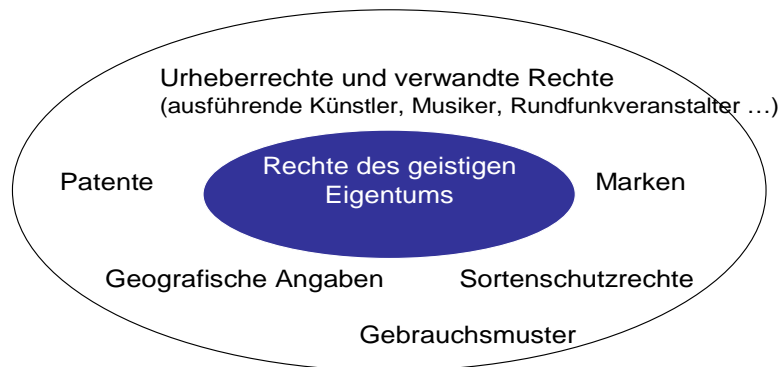 Urheberrechte und verwandte Rechte
(ausführende Künstler, Musiker, Rundfunkveranstalter …)
Rechte des geistigen
Eigentums
Patente
Marken
Geografische Angaben
Sortenschutzrechte
Gebrauchsmuster